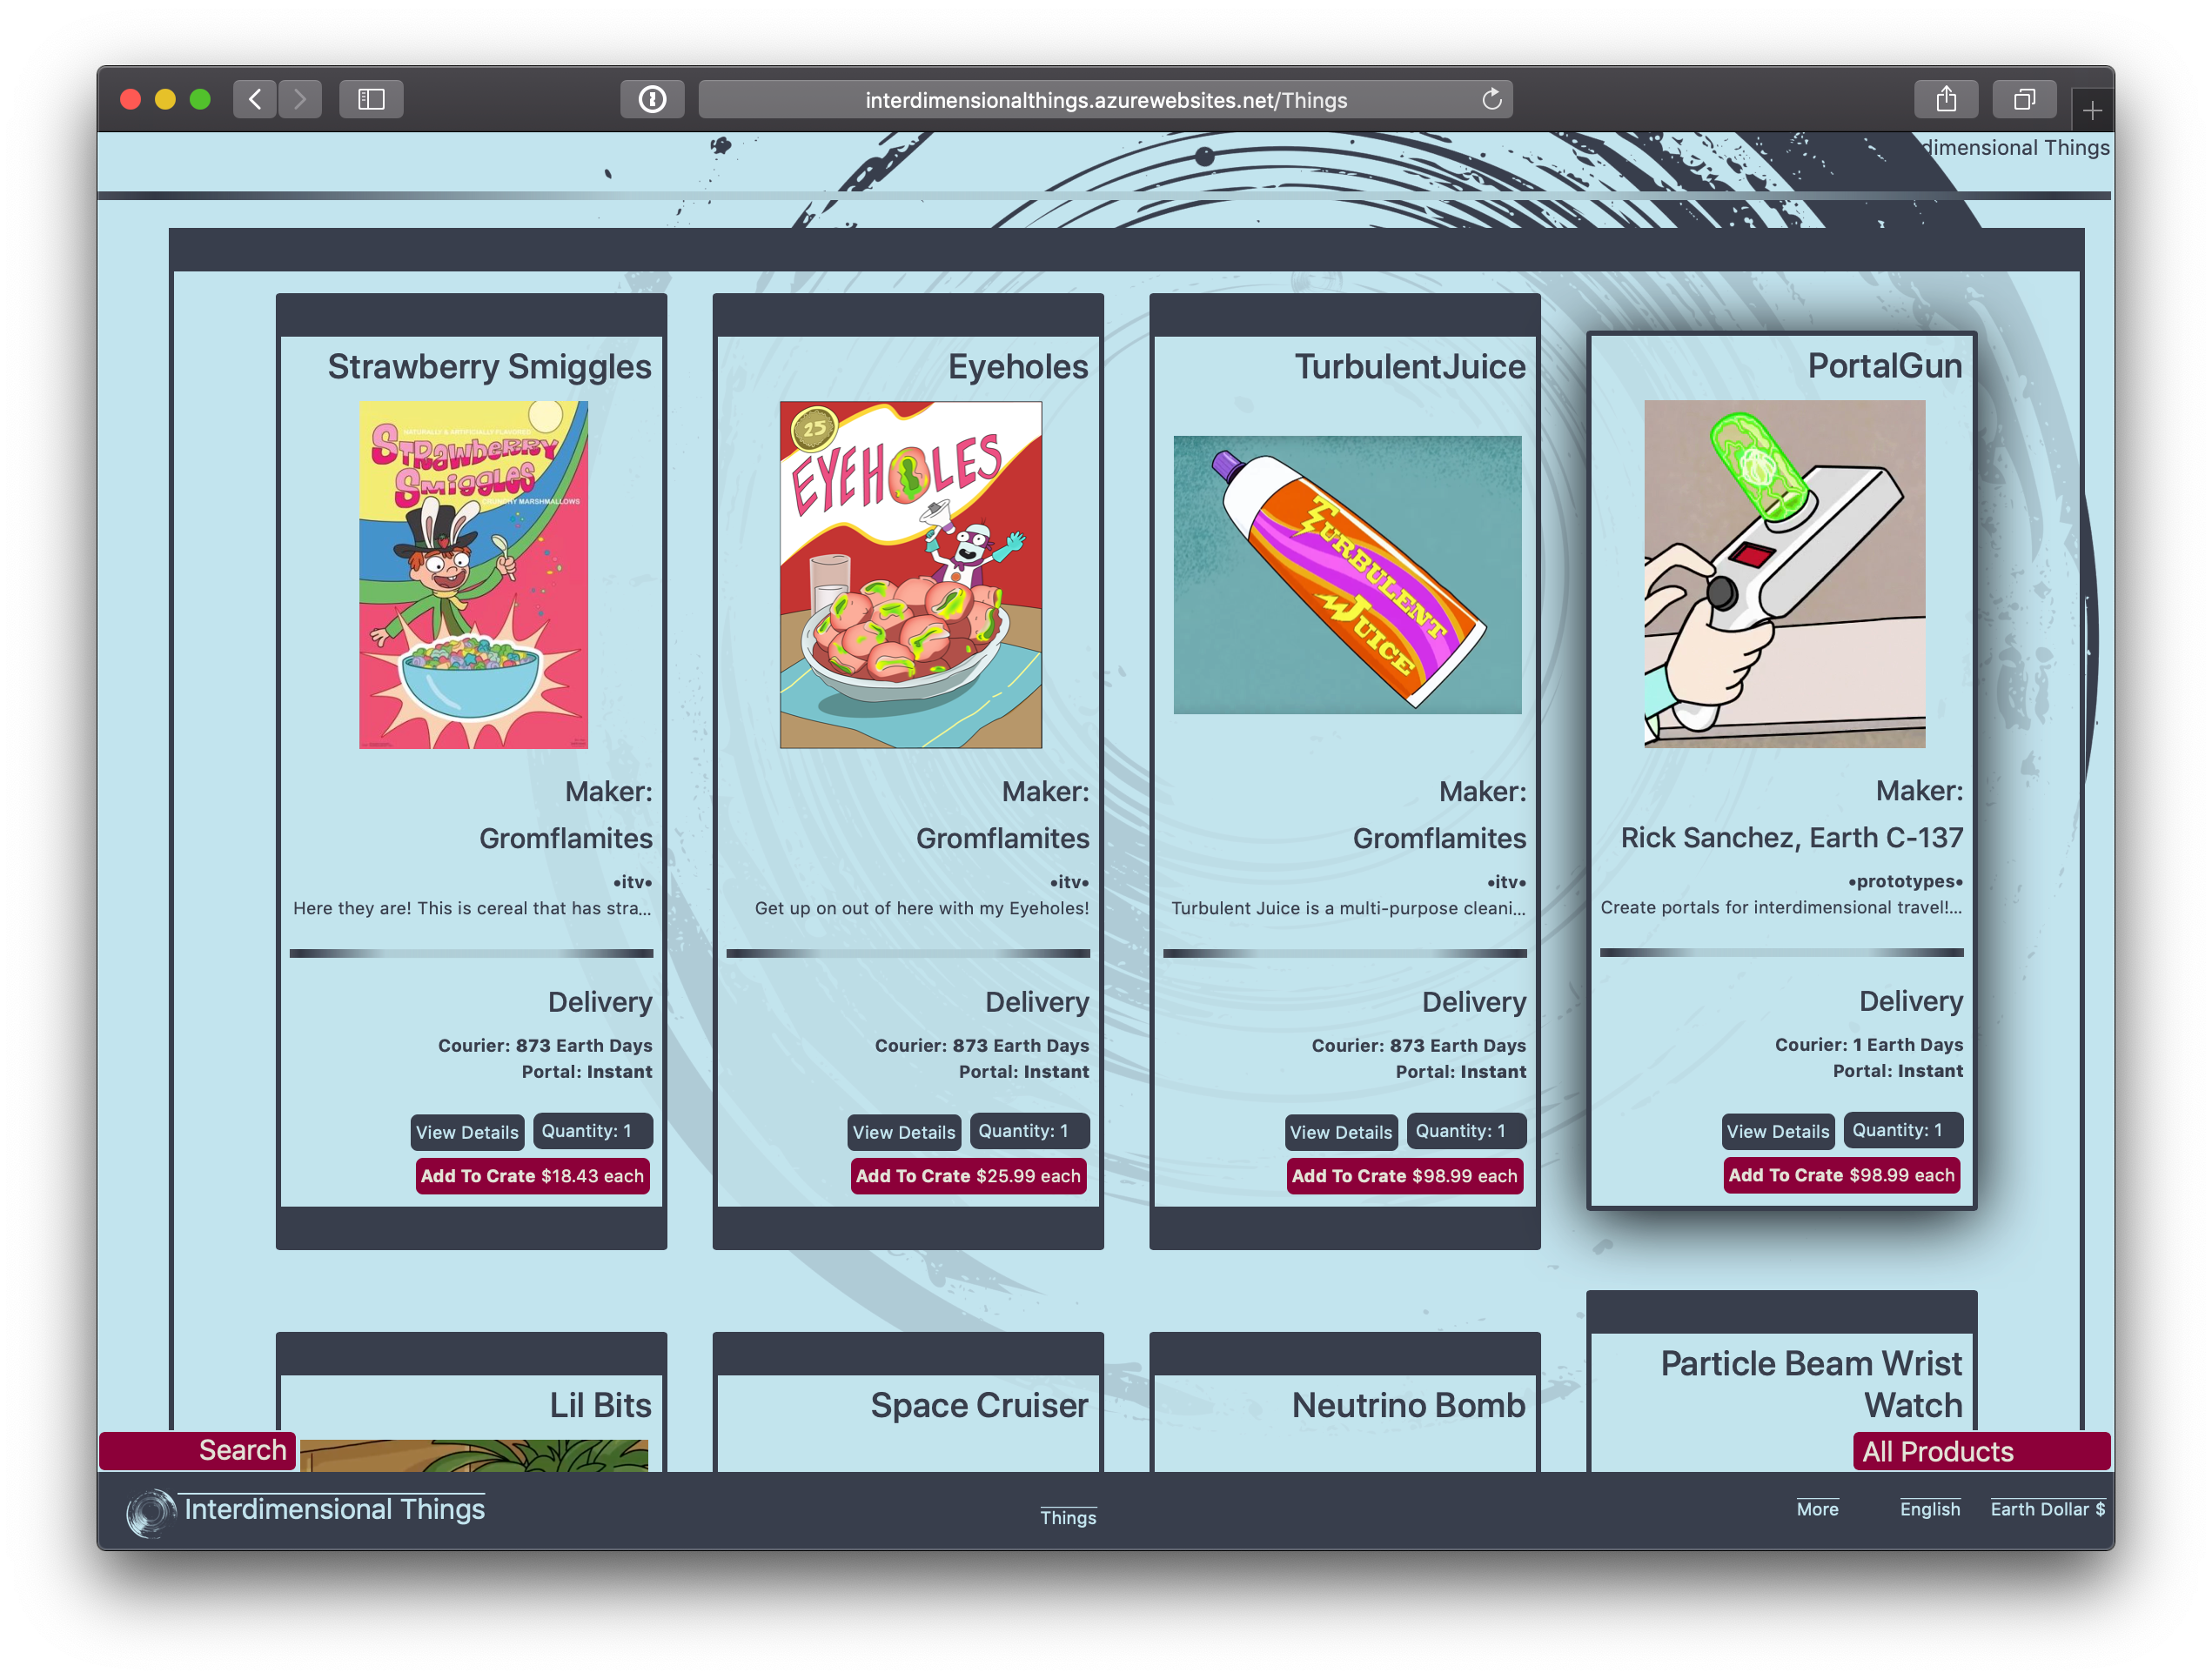 interdimensionalthings.azurewebsites.net/Things
dimensional Things
Strawberry Smiggles
NATURALLY & ARTIFICIALLY FLAVORED
STRAWBERRY
SMIGGLES
MARSHMALLOWS
Maker:
Gromflamites
•itv•
Here they are! This is cereal that has stra...
Delivery
Courier: 873 Earth Days
Portal: Instant
View Details
Quantity: 1
Add To Crate $18.43 each
Eyeholes
25
EYEHOLES
Maker:
Gromflamites
•itv•
Get up on out of here with my Eyeholes!
Delivery
Courier: 873 Earth Days
Portal: Instant
View Details
Quantity: 1
Add To Crate $25.99 each
TurbulentJuice
TURBULENT
JUICE
Maker:
Gromflamites
•itv•
Turbulent Juice is a multi-purpose cleani...
Delivery
Courier: 873 Earth Days
Portal: Instant
View Details
Quantity: 1
Add To Crate $98.99 each
PortalGun
Maker:
Rick Sanchez, Earth C-137
•prototypes•
Create portals for interdimensional travel!...
Delivery
Courier: 1 Earth Days
Portal: Instant
View Details
Quantity: 1
Add To Crate $98.99 each
Lil Bits
Space Cruiser
Neutrino Bomb
Particle Beam Wrist
Watch
Search
All Products
Interdimensional Things
Things
More
English
Earth Dollar $